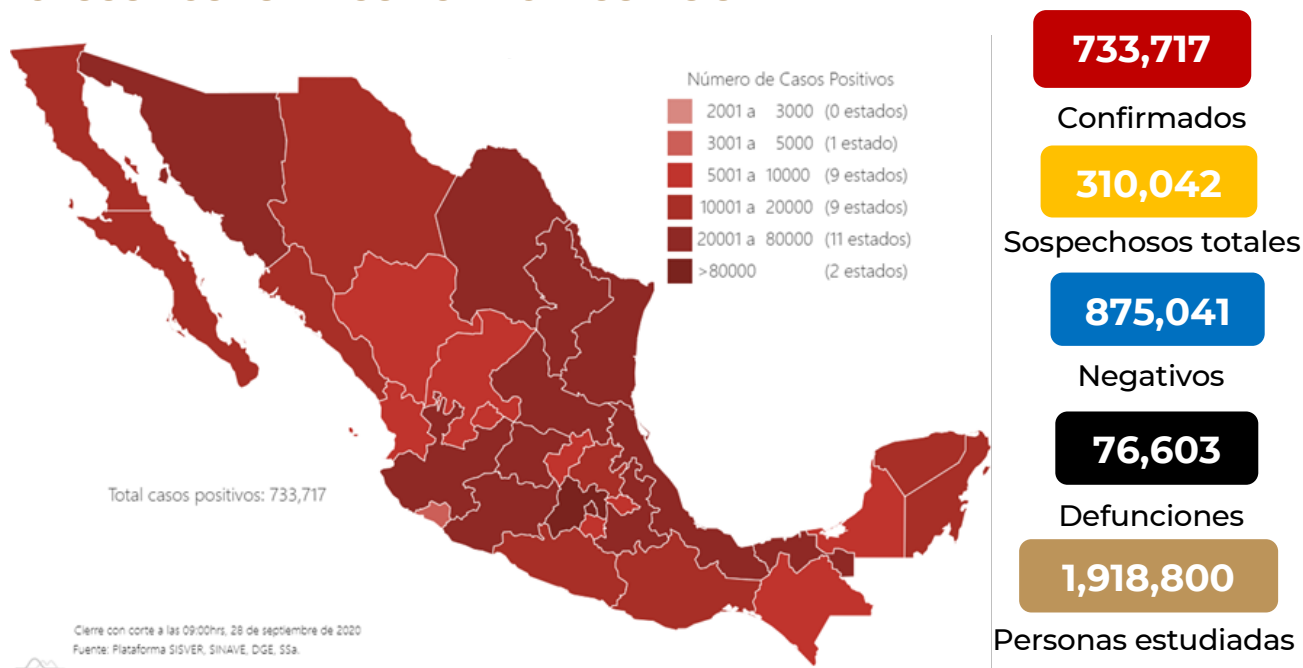 Número de Casos Positivos
2001 a 3000 (0 estados)
3001 a 5000 (1 estado)
5001 a 10000 (9 estados)
10001 a 20000 (9 estados)
20001 a 80000 (11 estados)
>80000 (2 estados)
Total casos positivos: 733,717
Cierre con corte a las 09:00hrs, 28 de septiembre de 2020
Fuente: Plataforma SISVER, SINAVE, DGE, SSa.
733,717
Confirmados
310,042
Sospechosos totales
875,041
Negativos
76,603
Defunciones
1,918,800
Personas estudiadas